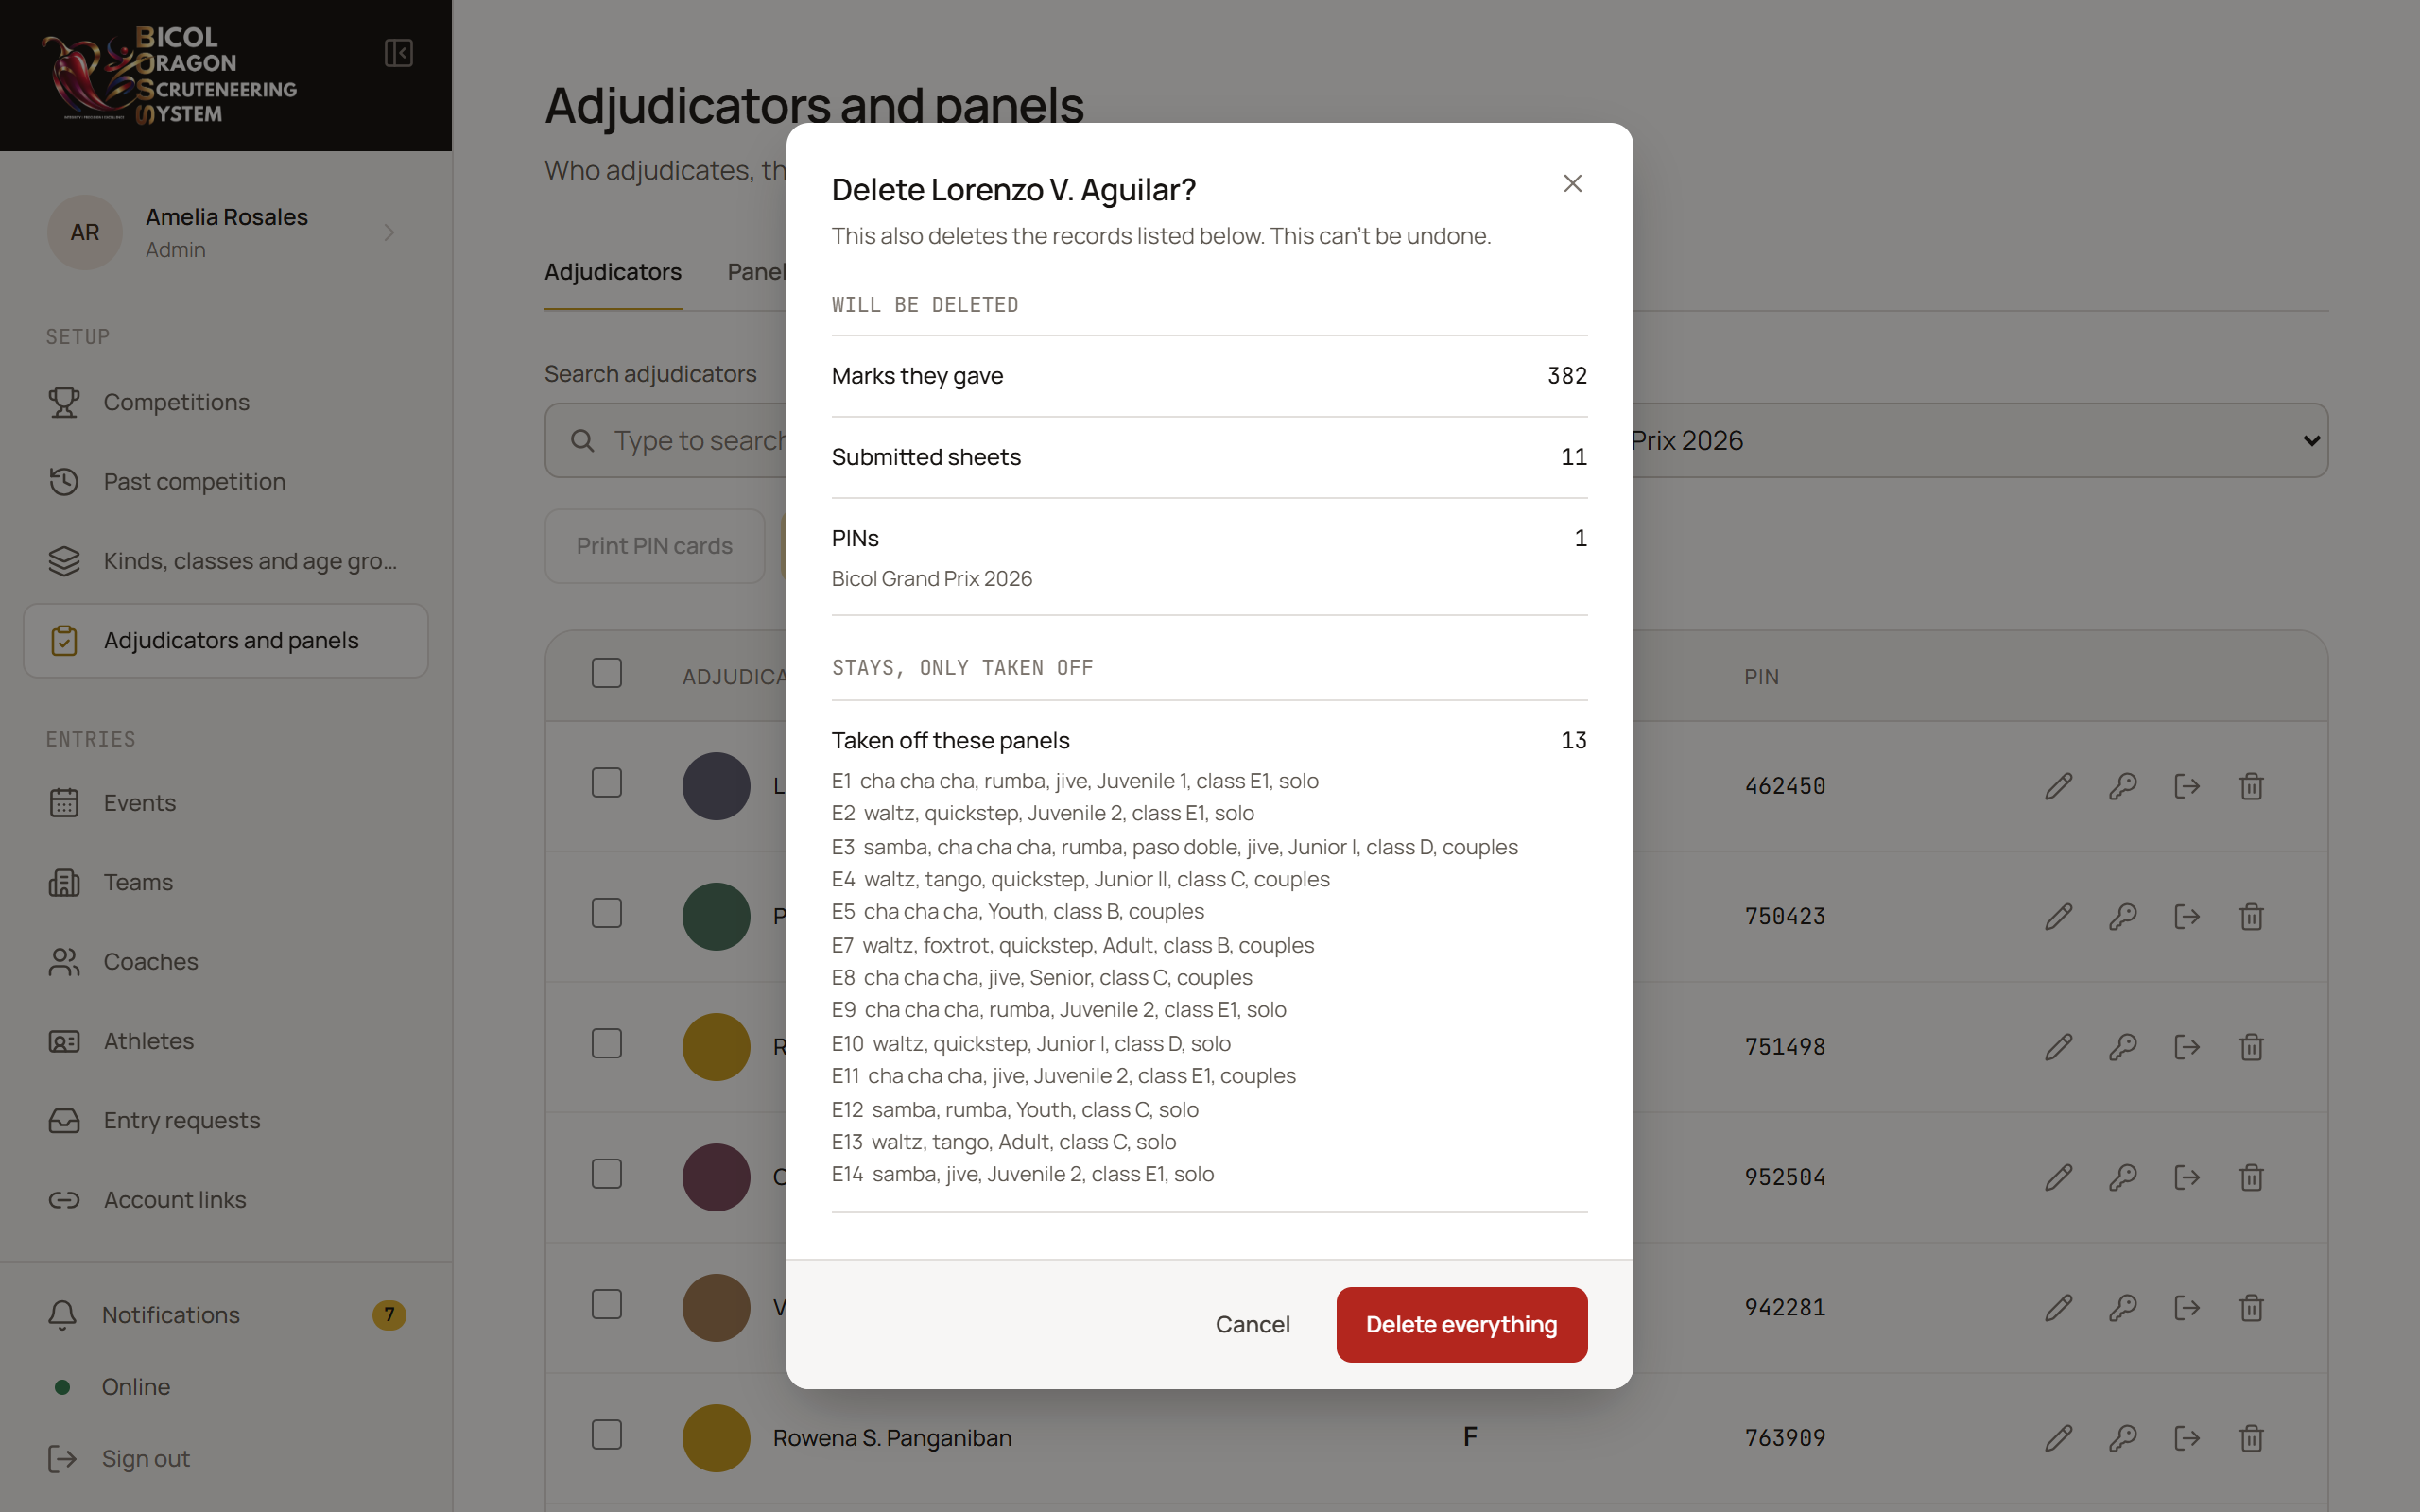 BICOL
DRAGON
SCRUTENEERING
SYSTEM
AR
Amelia Rosales
Admin
SETUP
Competitions
Past competition
Kinds, classes and age gro...
Adjudicators and panels
ENTRIES
Events
Teams
Coaches
Athletes
Entry requests
Account links
Notifications
7
Online
Sign out
Adjudicators and panels
Who adjudicates, th
Adjudicators
Panel
Search adjudicators
Type to search
Prix 2026
Print PIN cards
ADJUDICA
PIN
L
462450
P
750423
R
751498
C
952504
V
942281
Rowena S. Panganiban
F
763909
Delete Lorenzo V. Aguilar?
This also deletes the records listed below. This can't be undone.
WILL BE DELETED
Marks they gave
382
Submitted sheets
11
PINs
1
Bicol Grand Prix 2026
STAYS, ONLY TAKEN OFF
Taken off these panels
13
E1 cha cha cha, rumba, jive, Juvenile 1, class E1, solo
E2 waltz, quickstep, Juvenile 2, class E1, solo
E3 samba, cha cha cha, rumba, paso doble, jive, Junior I, class D, couples
E4 waltz, tango, quickstep, Junior II, class C, couples
E5 cha cha cha, Youth, class B, couples
E7 waltz, foxtrot, quickstep, Adult, class B, couples
E8 cha cha cha, jive, Senior, class C, couples
E9 cha cha cha, rumba, Juvenile 2, class E1, solo
E10 waltz, quickstep, Junior I, class D, solo
E11 cha cha cha, jive, Juvenile 2, class E1, couples
E12 samba, rumba, Youth, class C, solo
E13 waltz, tango, Adult, class C, solo
E14 samba, jive, Juvenile 2, class E1, solo
Cancel
Delete everything